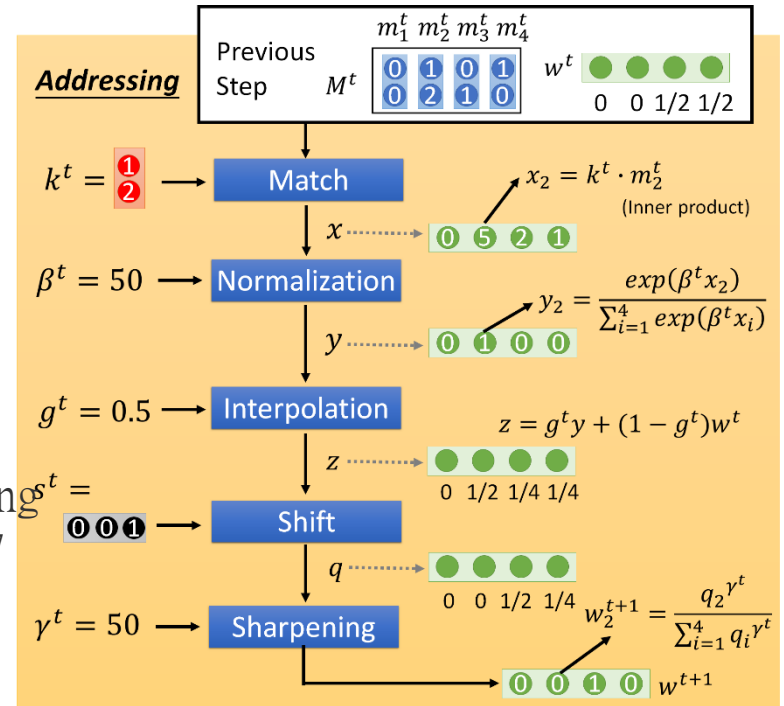 Addressing
Previous
Step
m₁ᵗ m₂ᵗ m₃ᵗ m₄ᵗ
Mᵗ
0 1 0 1
0 2 1 0
wᵗ
0 0 1/2 1/2
kᵗ =
1
2
Match
x₂ = kᵗ · m₂ᵗ
(Inner product)
x
0 5 2 1
βᵗ = 50
Normalization
y₂ = exp(βᵗx₂) / ∑ᵢ₌₁⁴ exp(βᵗxᵢ)
y
0 1 0 0
gᵗ = 0.5
Interpolation
z = gᵗy + (1 − gᵗ)wᵗ
z
0 1/2 1/4 1/4
ng
sᵗ =
0 0 1
Shift
q
0 0 1/2 1/4
γᵗ = 50
Sharpening
w₂ᵗ⁺¹ = q₂^γᵗ / ∑ᵢ₌₁⁴ qᵢ^γᵗ
0 0 1 0
wᵗ⁺¹